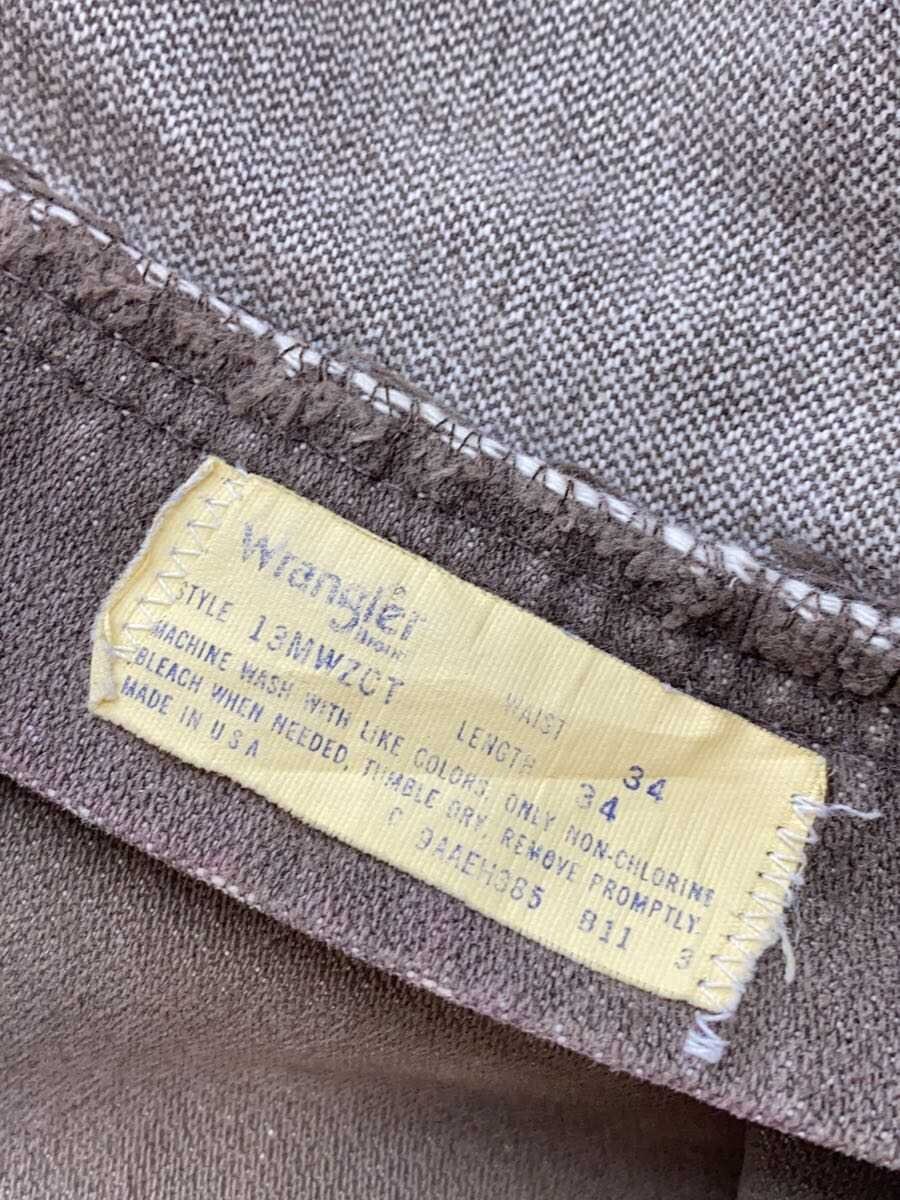 Wrangler®
WAIST 34
STYLE 13MWZCT LENGTH 34
MACHINE WASH WITH LIKE COLORS. ONLY NON-CHLORINE
BLEACH WHEN NEEDED, TUMBLE DRY, REMOVE PROMPTLY.
MADE IN USA
811 3